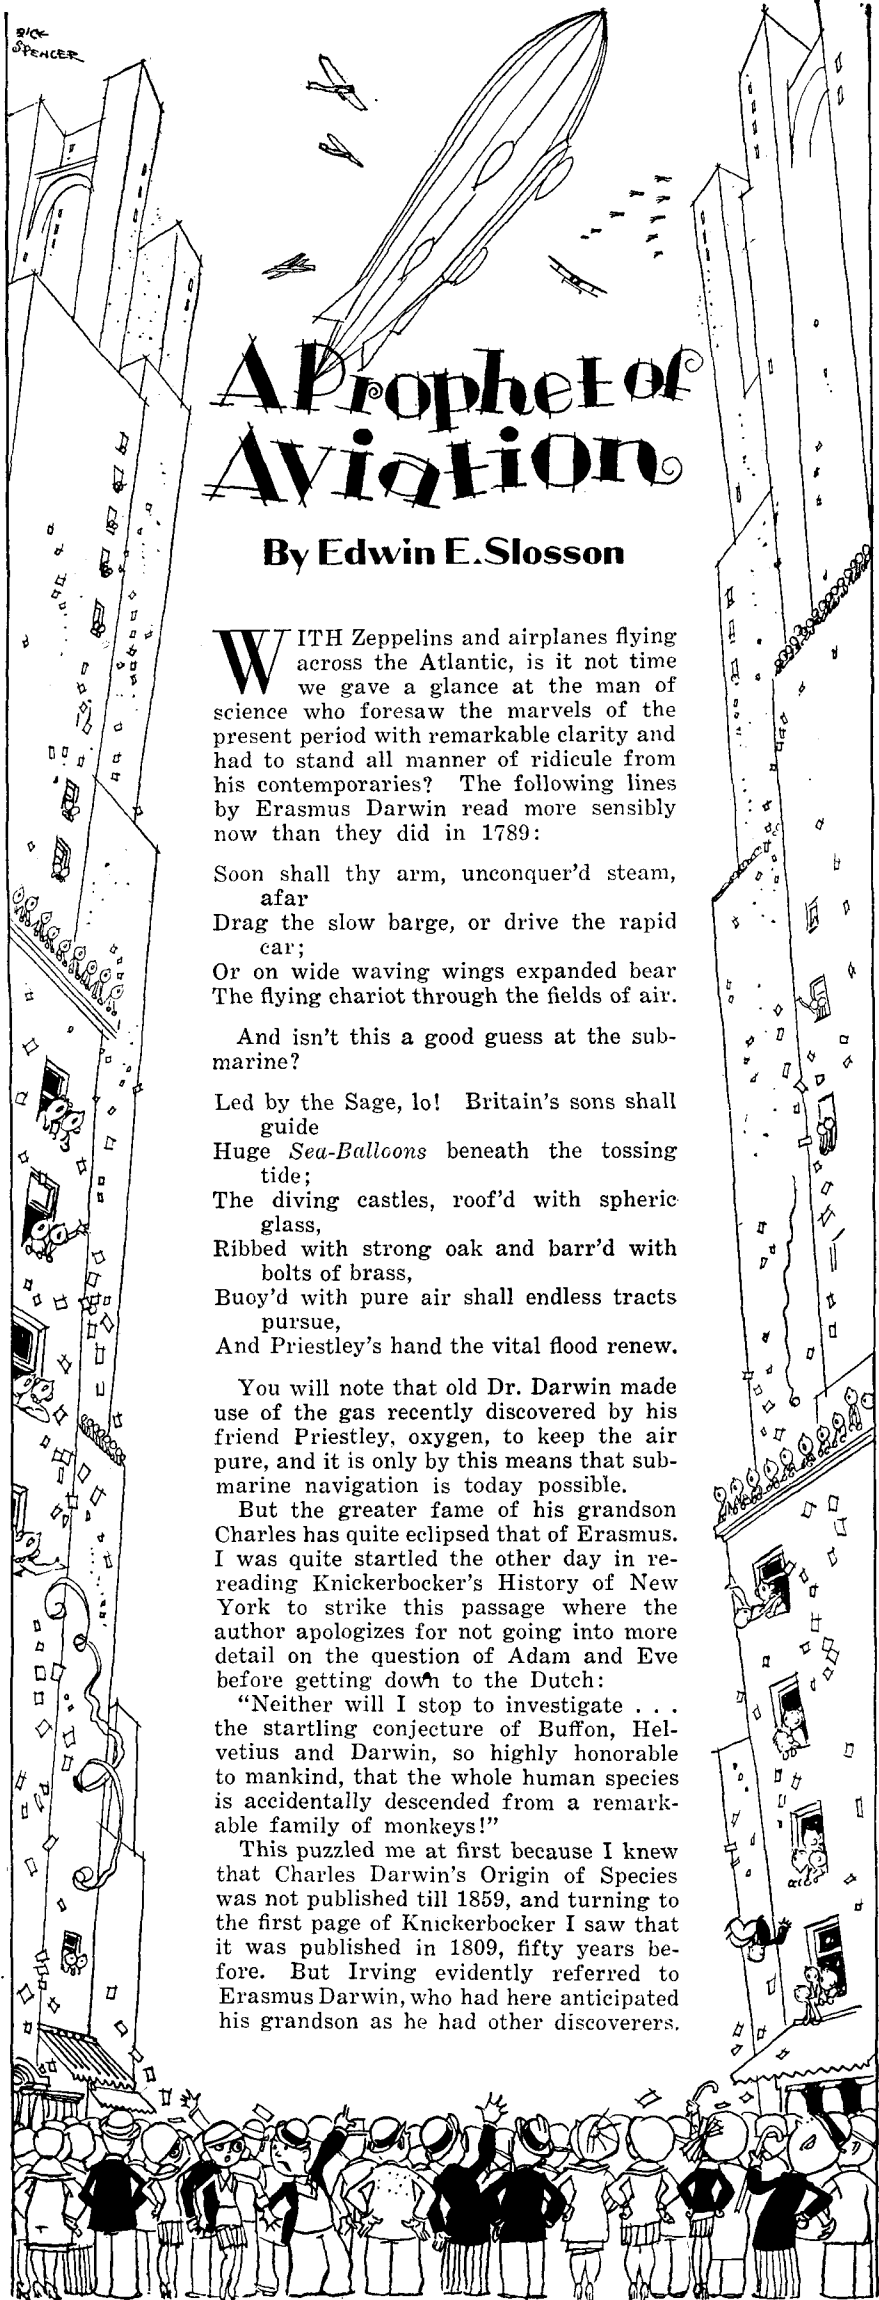 DICK
SPENCER
A Prophet of
Aviation
By Edwin E. Slosson
WITH Zeppelins and airplanes flying
across the Atlantic, is it not time
we gave a glance at the man of
science who foresaw the marvels of the
present period with remarkable clarity and
had to stand all manner of ridicule from
his contemporaries? The following lines
by Erasmus Darwin read more sensibly
now than they did in 1789:
Soon shall thy arm, unconquer'd steam,
afar
Drag the slow barge, or drive the rapid
car;
Or on wide waving wings expanded bear
The flying chariot through the fields of air.
And isn't this a good guess at the sub-
marine?
Led by the Sage, lo! Britain's sons shall
guide
Huge Sea-Balloons beneath the tossing
tide;
The diving castles, roof'd with spheric
glass,
Ribbed with strong oak and barr'd with
bolts of brass,
Buoy'd with pure air shall endless tracts
pursue,
And Priestley's hand the vital flood renew.
You will note that old Dr. Darwin made
use of the gas recently discovered by his
friend Priestley, oxygen, to keep the air
pure, and it is only by this means that sub-
marine navigation is today possible.
But the greater fame of his grandson
Charles has quite eclipsed that of Erasmus.
I was quite startled the other day in re-
reading Knickerbocker's History of New
York to strike this passage where the
author apologizes for not going into more
detail on the question of Adam and Eve
before getting down to the Dutch:
"Neither will I stop to investigate . . .
the startling conjecture of Buffon, Hel-
vetius and Darwin, so highly honorable
to mankind, that the whole human species
is accidentally descended from a remark-
able family of monkeys!"
This puzzled me at first because I knew
that Charles Darwin's Origin of Species
was not published till 1859, and turning to
the first page of Knickerbocker I saw that
it was published in 1809, fifty years be-
fore. But Irving evidently referred to
Erasmus Darwin, who had here anticipated
his grandson as he had other discoverers.